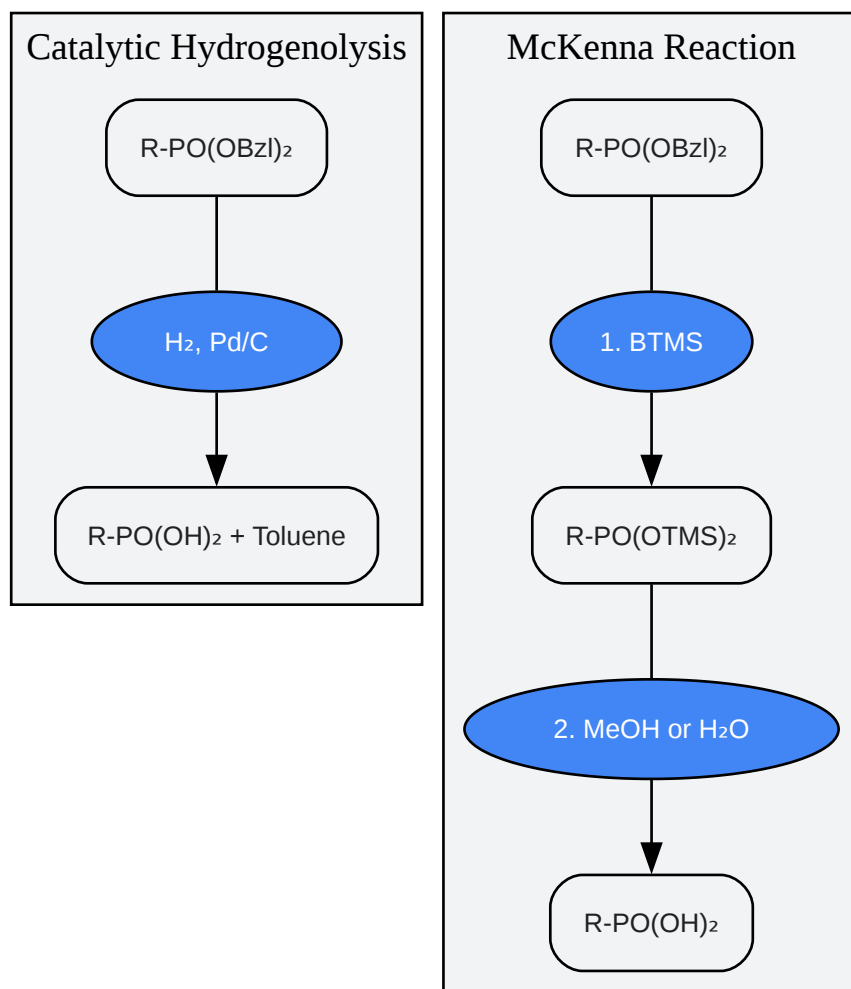 Catalytic Hydrogenolysis
R-PO(OBzl)₂
H₂, Pd/C
R-PO(OH)₂ + Toluene
McKenna Reaction
R-PO(OBzl)₂
1. BTMS
R-PO(OTMS)₂
2. MeOH or H₂O
R-PO(OH)₂